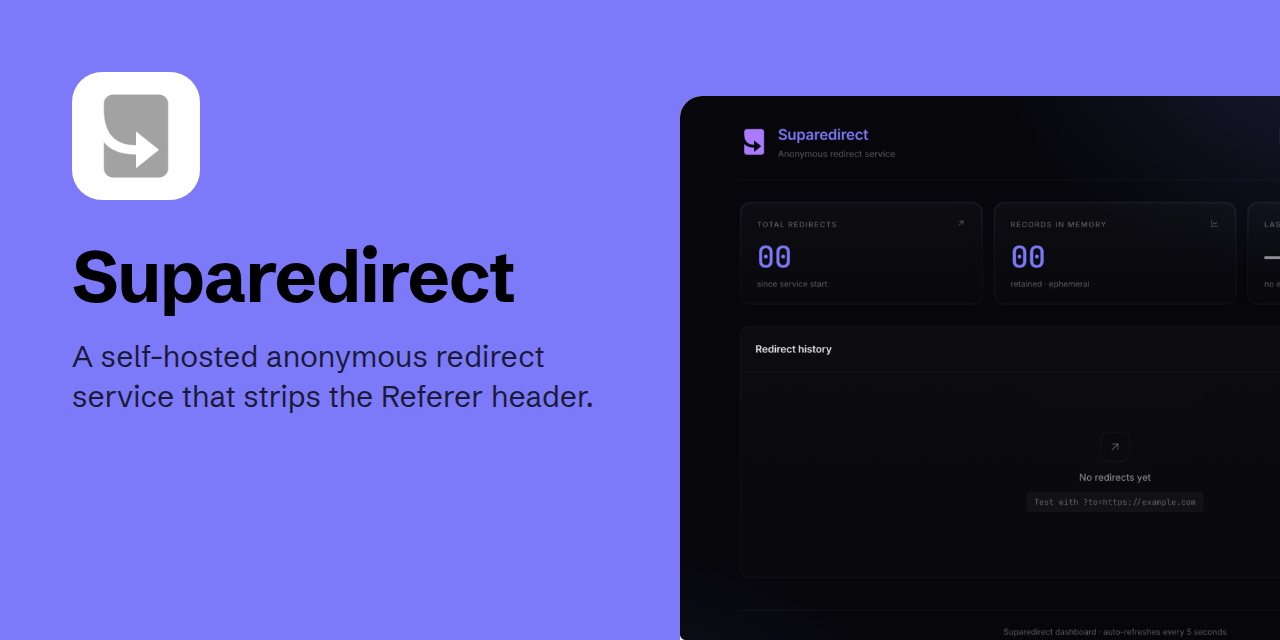 Suparedirect
A self-hosted anonymous redirect
service that strips the Referer header.
Suparedirect
Anonymous redirect service
TOTAL REDIRECTS
00
since service start
RECORDS IN MEMORY
00
retained · ephemeral
LAS
—
no e
Redirect history
No redirects yet
Test with ?to=https://example.com
Suparedirect dashboard · auto-refreshes every 5 seconds